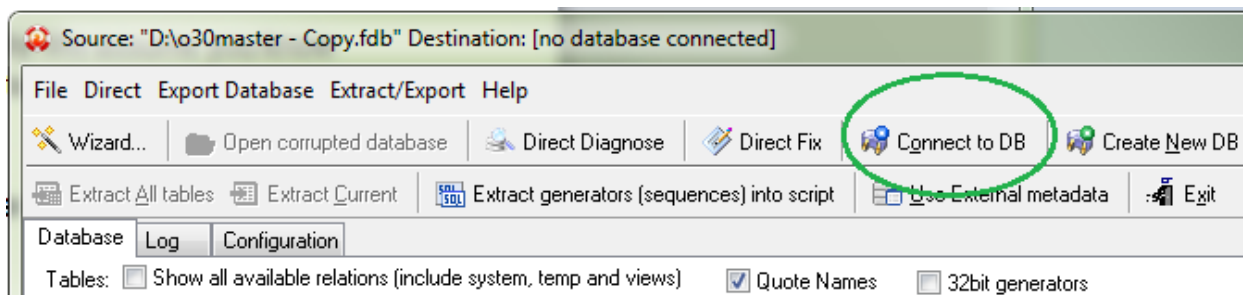 Source: "D:\o30master - Copy.fdb" Destination: [no database connected]
File Direct Export Database Extract/Export Help
Wizard... Open corrupted database Direct Diagnose Direct Fix Connect to DB Create New DB
Extract All tables Extract Current SQL SQL Extract generators (sequences) into script Use External metadata Exit
Database Log Configuration
Tables: Show all available relations (include system, temp and views) Quote Names 32bit generators